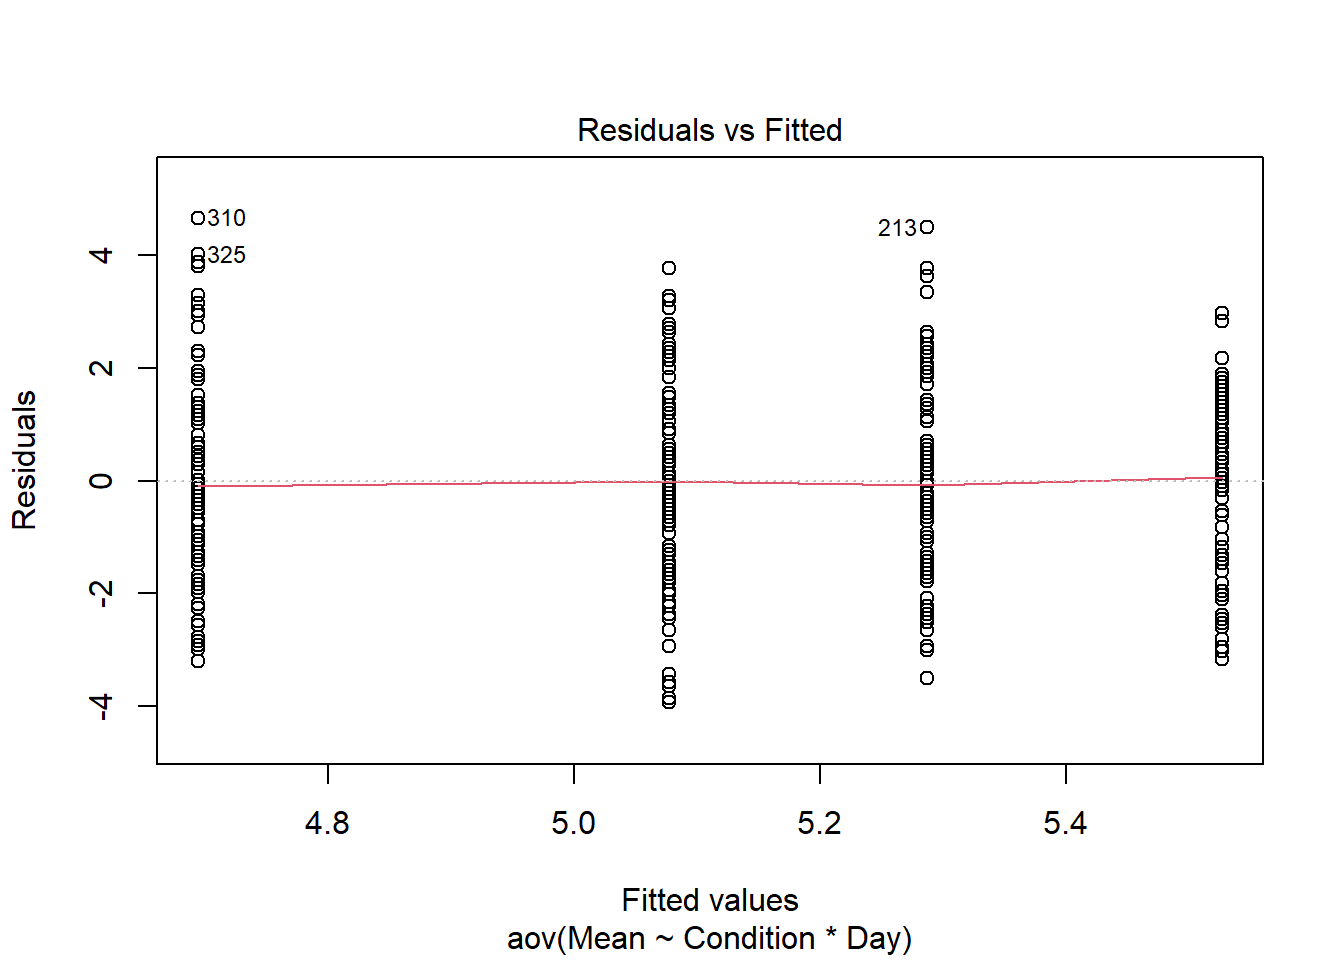 Residuals vs Fitted
310
325
213
4
2
0
-2
-4
Residuals
4.8 5.0 5.2 5.4
Fitted values
aov(Mean ~ Condition * Day)